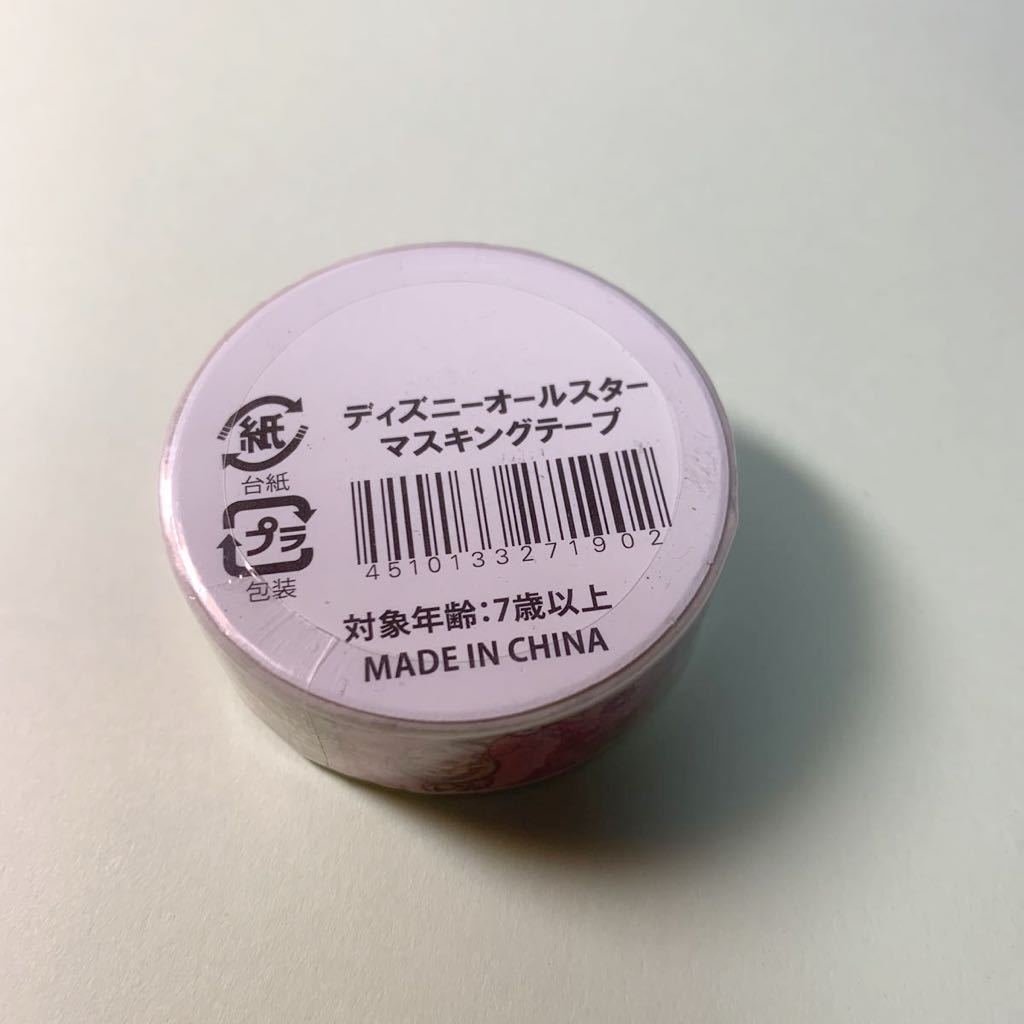 ディズニーオールスター
マスキングテープ
紙
台紙
プラ
包装
4510133271902
対象年齢:7歳以上
MADE IN CHINA